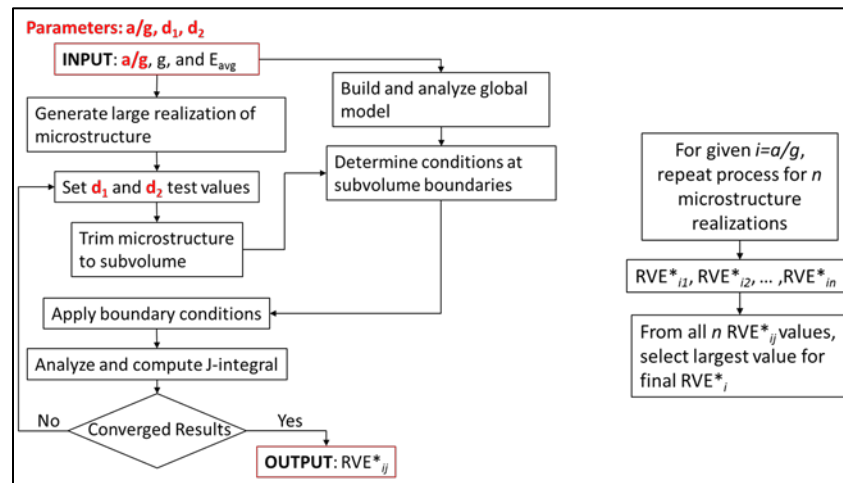 Parameters: a/g, d₁, d₂
INPUT: a/g, g, and Eavg
Generate large realization of
microstructure
Set d₁ and d₂ test values
Trim microstructure
to subvolume
Build and analyze global
model
Determine conditions at
subvolume boundaries
Apply boundary conditions
Analyze and compute J-integral
No
Converged Results
Yes
OUTPUT: RVE*ij
For given i=a/g,
repeat process for n
microstructure
realizations
RVE*i1, RVE*i2, ... ,RVE*in
From all n RVE*ij values,
select largest value for
final RVE*i